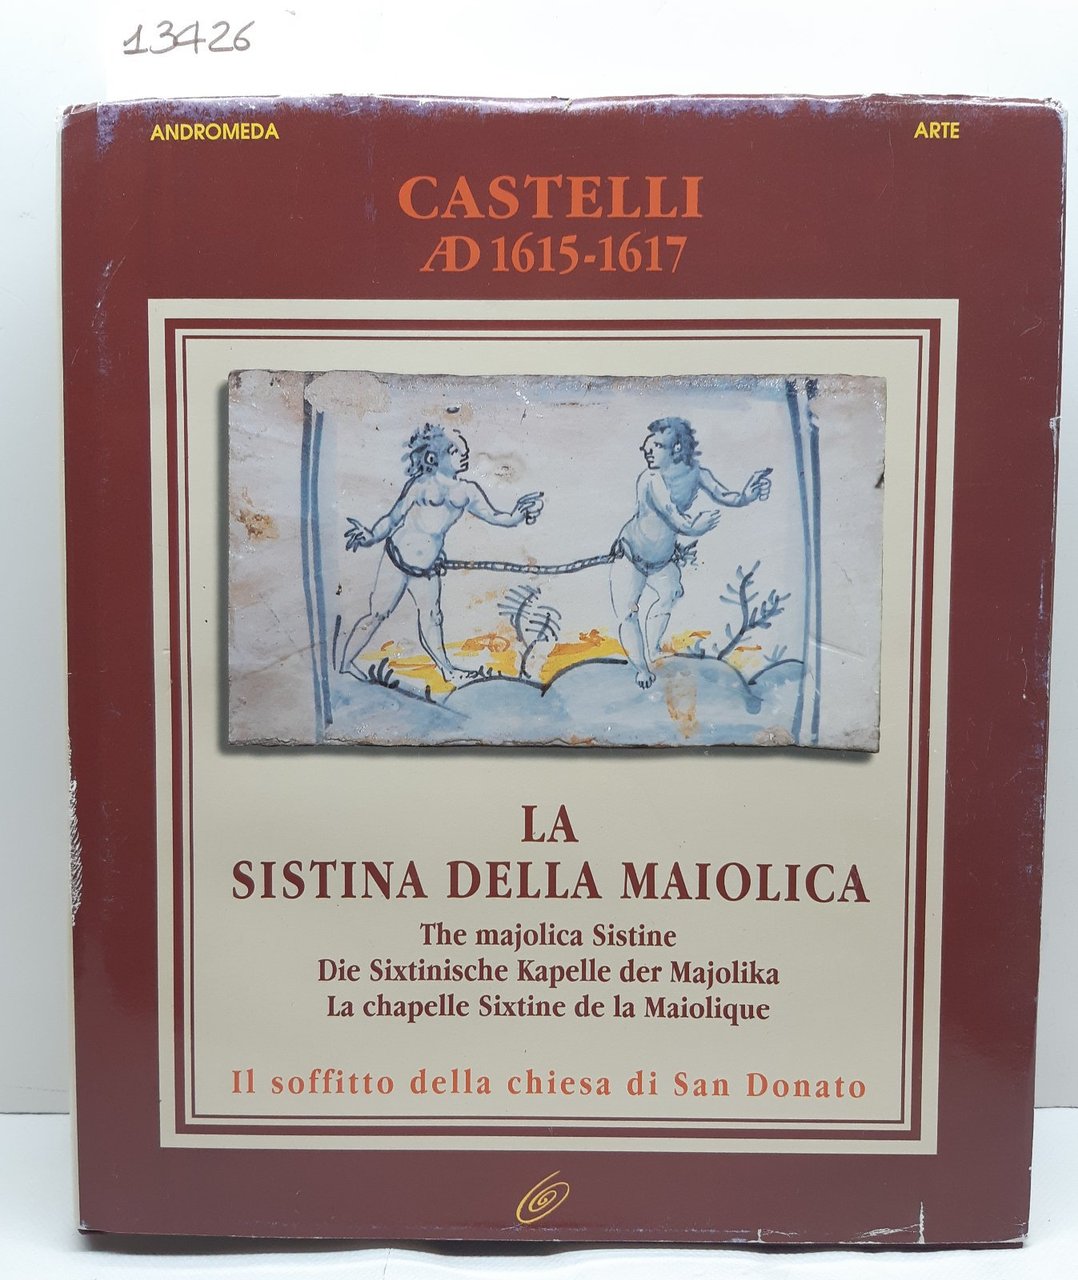 13426
ANDROMEDA
ARTE
CASTELLI
AD 1615-1617
LA
SISTINA DELLA MAIOLICA
The majolica Sistine
Die Sixtinische Kapelle der Majolika
La chapelle Sixtine de la Maiolique
Il soffitto della chiesa di San Donato